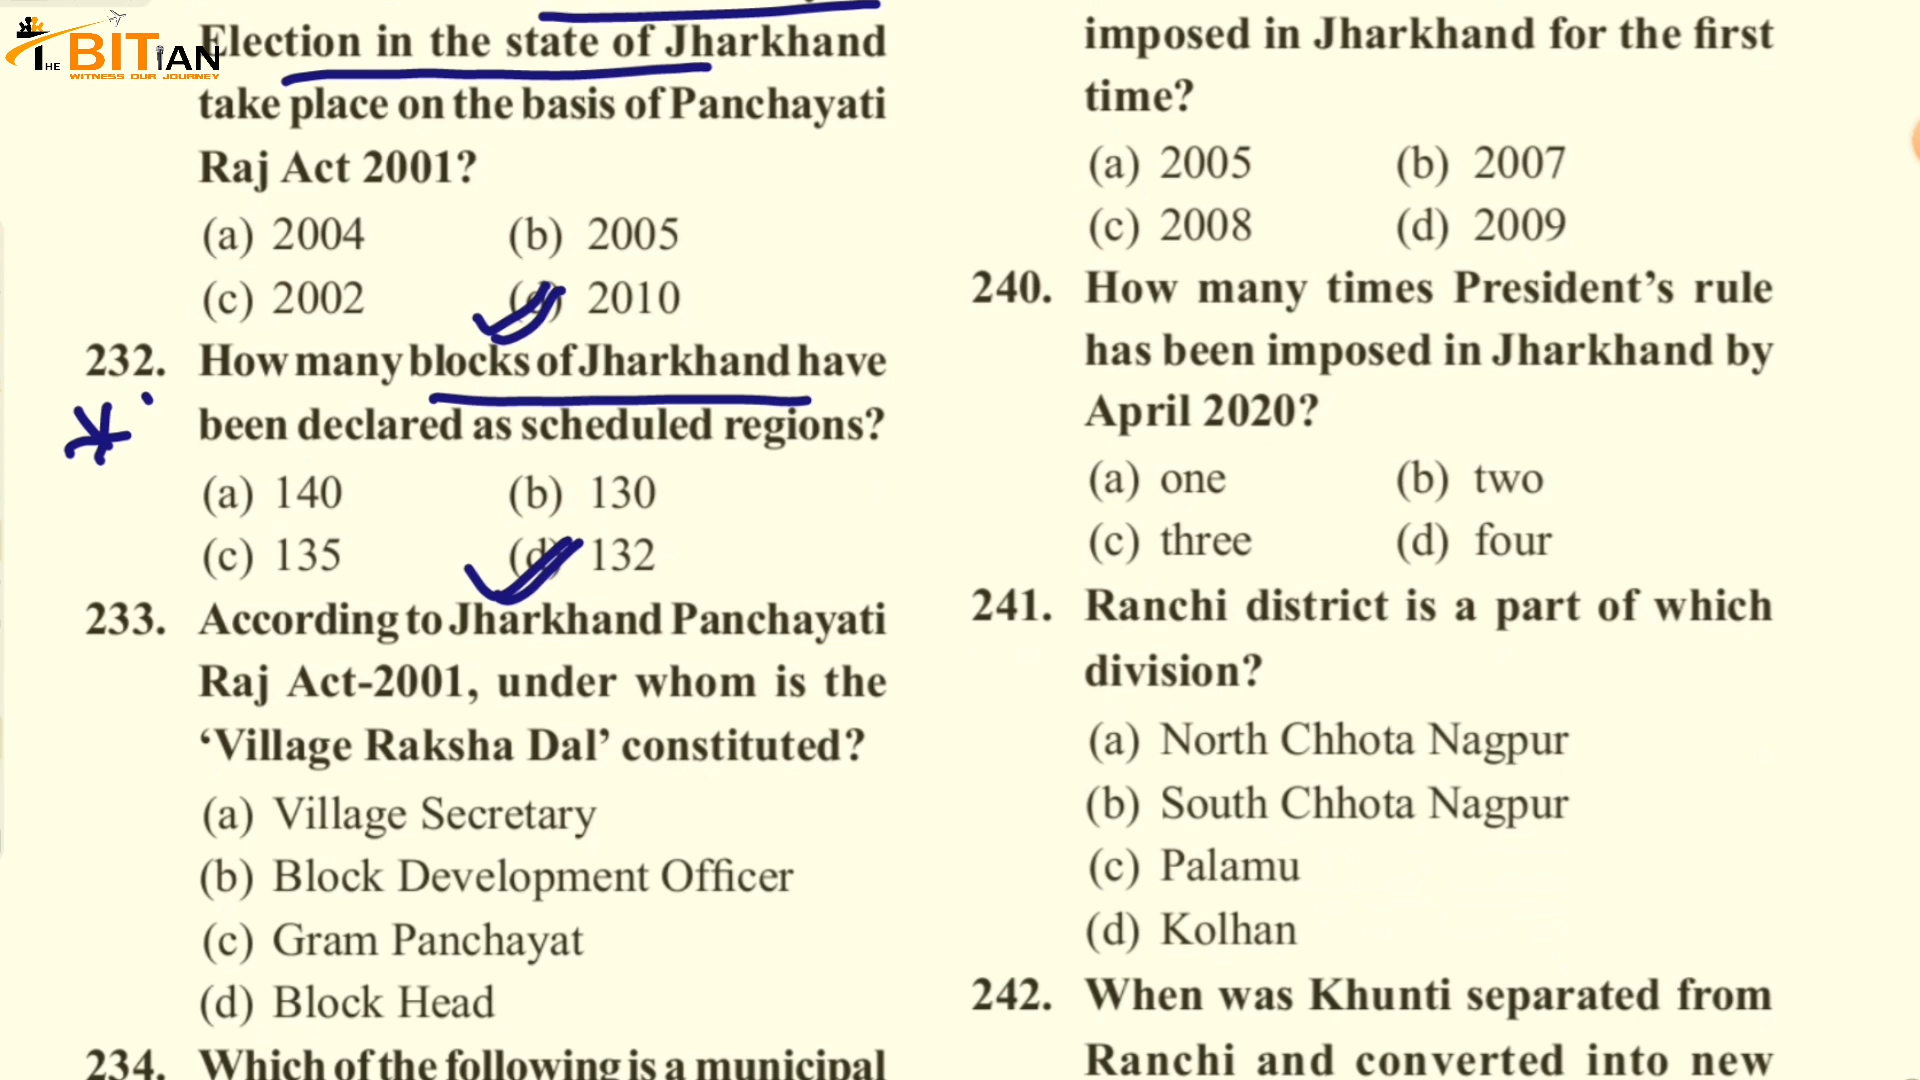 THE BITIAN
WITNESS OUR JOURNEY
Election in the state of Jharkhand
take place on the basis of Panchayati
Raj Act 2001?
(a) 2004 (b) 2005
(c) 2002 (d) 2010
232. How many blocks of Jharkhand have
been declared as scheduled regions?
(a) 140 (b) 130
(c) 135 (d) 132
233. According to Jharkhand Panchayati
Raj Act-2001, under whom is the
‘Village Raksha Dal’ constituted?
(a) Village Secretary
(b) Block Development Officer
(c) Gram Panchayat
(d) Block Head
234. Which of the following is a municipal
imposed in Jharkhand for the first
time?
(a) 2005 (b) 2007
(c) 2008 (d) 2009
240. How many times President’s rule
has been imposed in Jharkhand by
April 2020?
(a) one (b) two
(c) three (d) four
241. Ranchi district is a part of which
division?
(a) North Chhota Nagpur
(b) South Chhota Nagpur
(c) Palamu
(d) Kolhan
242. When was Khunti separated from
Ranchi and converted into new